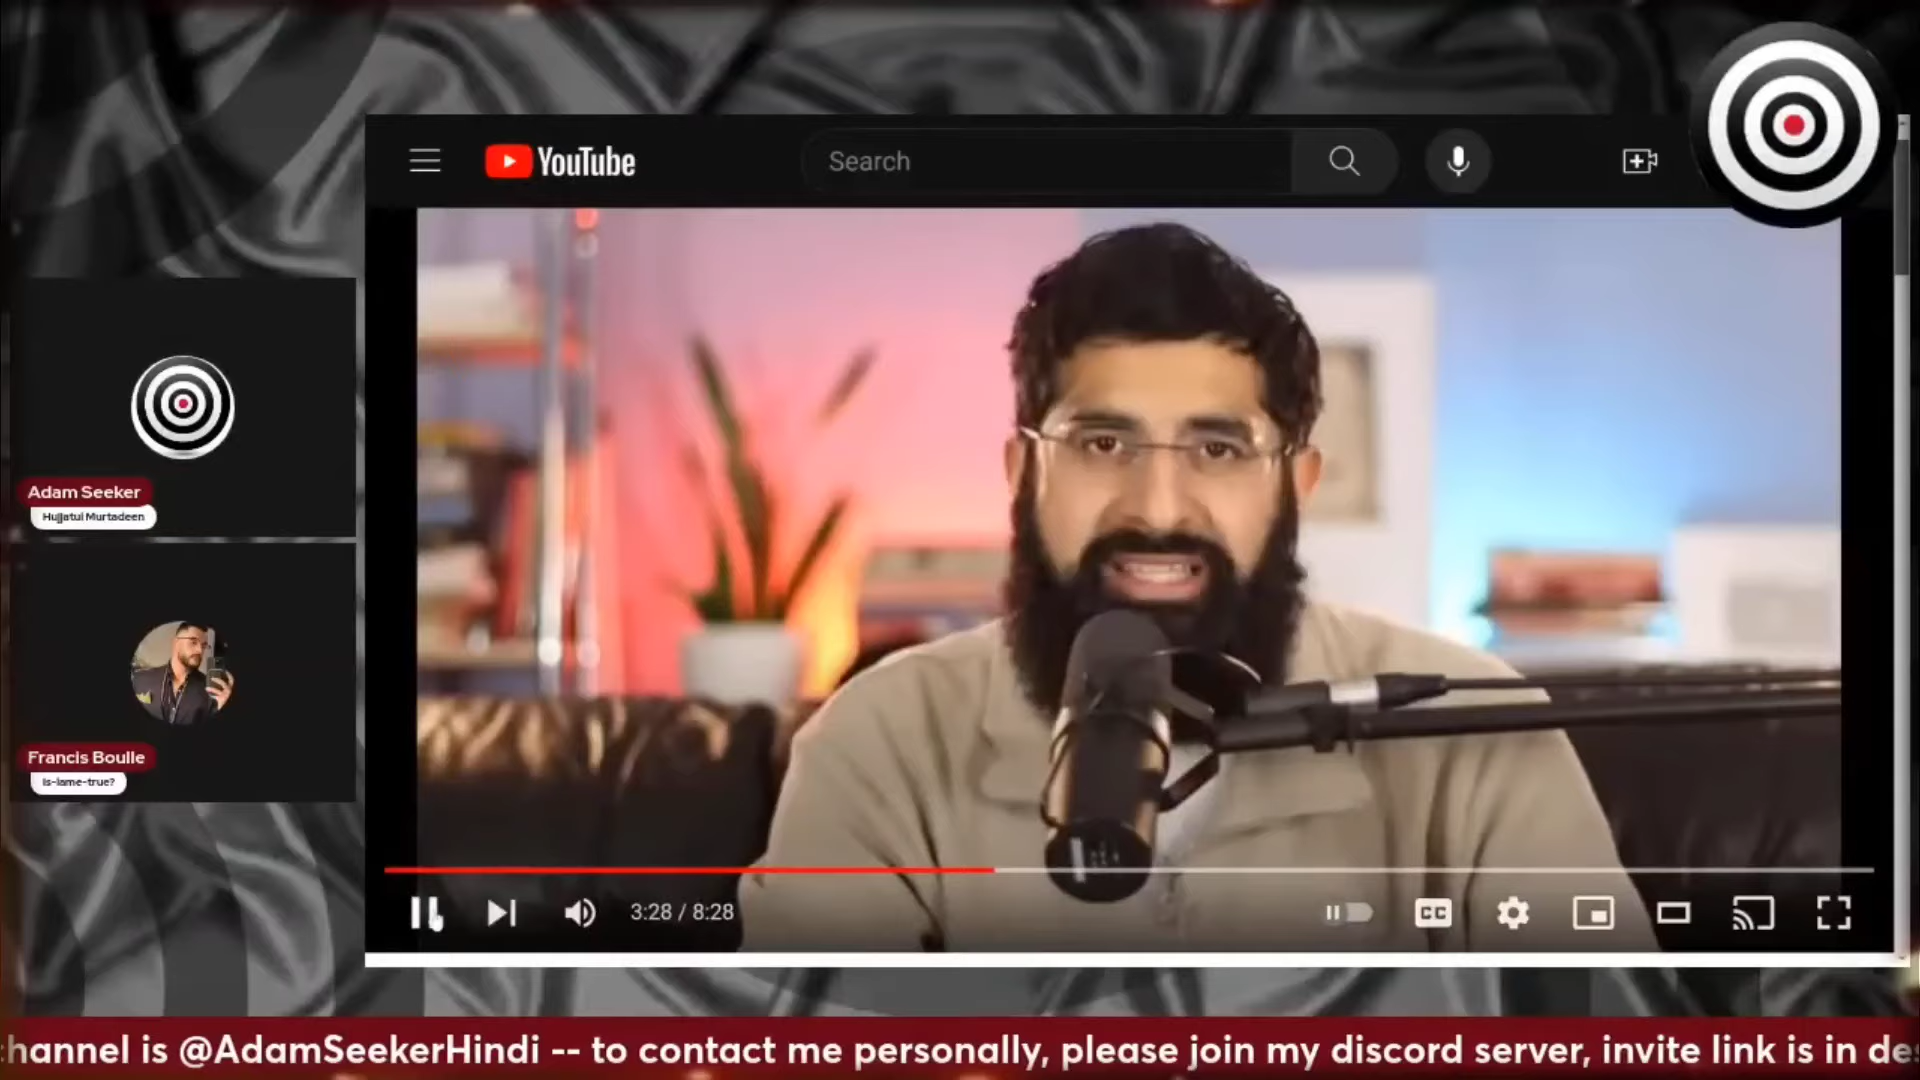 YouTube
Search
Adam Seeker
Hujjatul Murtadeen
Francis Boulle
is-lame-true?
3:28 / 8:28
CC
hannel is @AdamSeekerHindi -- to contact me personally, please join my discord server, invite link is in de